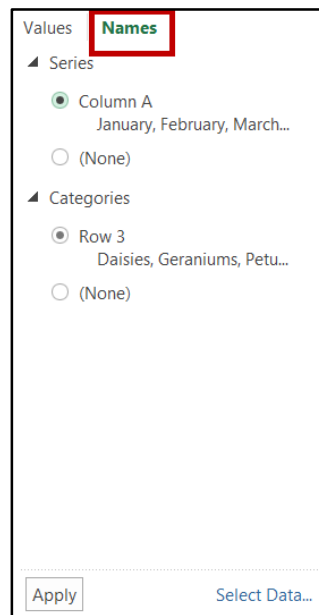 Values Names
Series
Column A
January, February, March...
(None)
Categories
Row 3
Daisies, Geraniums, Petu...
(None)
Apply Select Data...